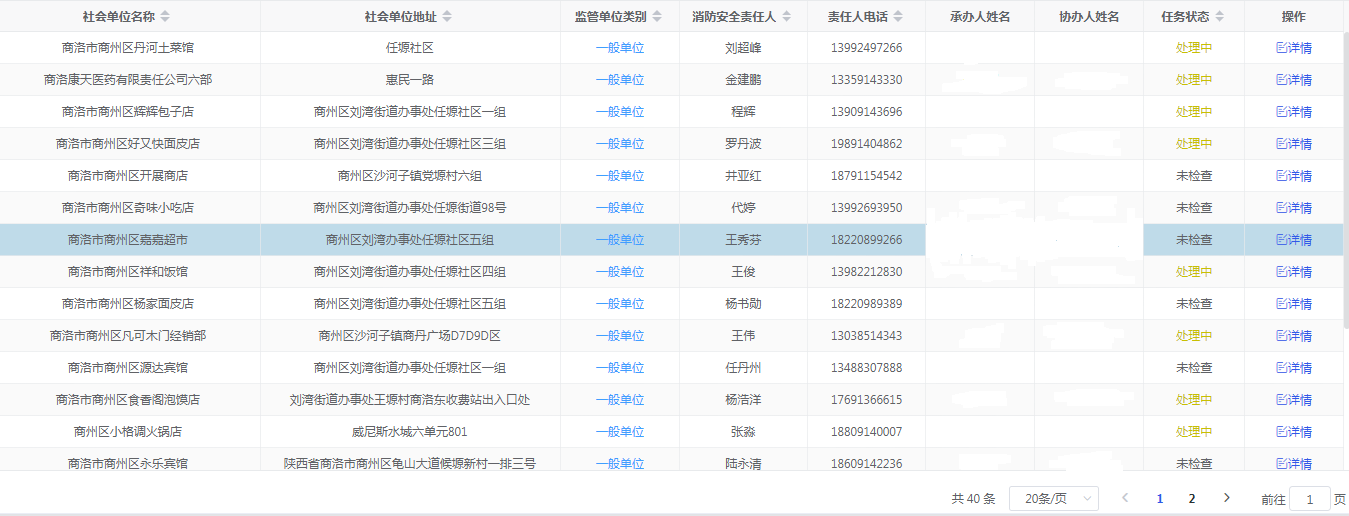 社会单位名称 社会单位地址 监管单位类别 消防安全责任人 责任人电话 承办人姓名 协办人姓名 任务状态 操作
商洛市商州区丹河土菜馆 任塬社区 一般单位 刘超峰 13992497266 处理中 详情
商洛康天医药有限责任公司六部 惠民一路 一般单位 金建鹏 13359143330 处理中 详情
商洛市商州区辉辉包子店 商州区刘湾街道办事处任塬社区一组 一般单位 程辉 13909143696 处理中 详情
商洛市商州区好又快面皮店 商州区刘湾街道办事处任塬社区三组 一般单位 罗丹波 19891404862 处理中 详情
商洛市商州区开展商店 商州区沙河子镇党塬村六组 一般单位 井亚红 18791154542 未检查 详情
商洛市商州区奇味小吃店 商州区刘湾街道办事处任塬街道98号 一般单位 代婷 13992693950 未检查 详情
商洛市商州区嘉嘉超市 商州区刘湾办事处任塬社区五组 一般单位 王秀芬 18220899266 未检查 详情
商洛市商州区祥和饭馆 商州区刘湾街道办事处任塬社区四组 一般单位 王俊 13982212830 处理中 详情
商洛市商州区杨家面皮店 商州区刘湾街道办事处任塬社区五组 一般单位 杨书勋 18220989389 未检查 详情
商洛市商州区凡可木门经销部 商州区沙河子镇商丹广场D7D9D区 一般单位 王伟 13038514343 处理中 详情
商洛市商州区源达宾馆 商州区刘湾街道办事处任塬社区一组 一般单位 任丹州 13488307888 未检查 详情
商洛市商州区食香阁泡馍店 刘湾街道办事处王塬村商洛东收费站出入口处 一般单位 杨浩洋 17691366615 处理中 详情
商州区小格调火锅店 威尼斯水城六单元801 一般单位 张淼 18809140007 处理中 详情
商洛市商州区永乐宾馆 陕西省商洛市商州区龟山大道候塬新村一排三号 一般单位 陆永清 18609142236 未检查 详情
共 40 条 20条/页 1 2 前往 1 页